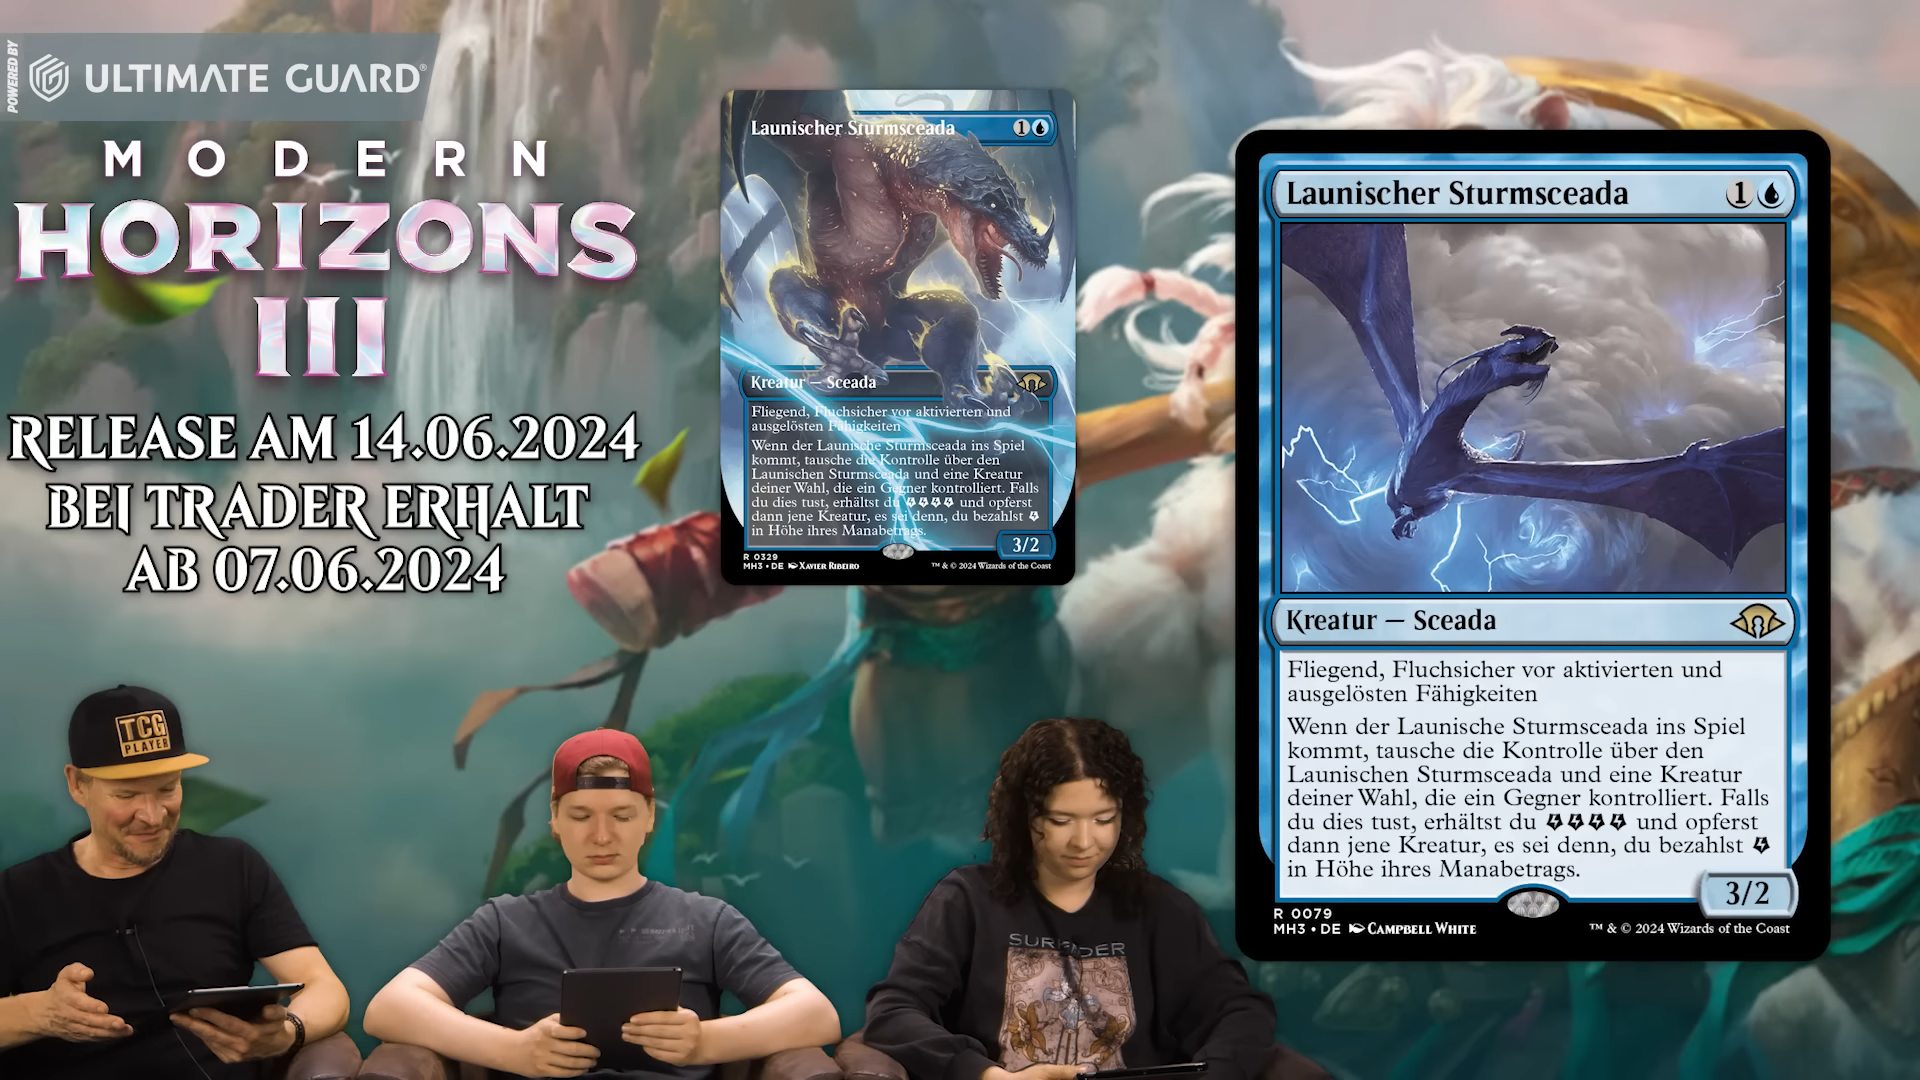 POWERED BY
ULTIMATE GUARD®
MODERN
HORIZONS
III
RELEASE AM 14.06.2024
BEI TRADER ERHALT
AB 07.06.2024
Launischer Sturmsceada 1
Kreatur — Sceada
Fliegend, Fluchsicher vor aktivierten und
ausgelösten Fähigkeiten
Wenn der Launische Sturmsceada ins Spiel
kommt, tausche die Kontrolle über den
Launischen Sturmsceada und eine Kreatur
deiner Wahl, die ein Gegner kontrolliert. Falls
du dies tust, erhältst du und opferst
dann jene Kreatur, es sei denn, du bezahlst
in Höhe ihres Manabetrags.
3/2
R 0329
MH3 • DE XAVIER RIBEIRO
™ & © 2024 Wizards of the Coast
Launischer Sturmsceada 1
Kreatur — Sceada
Fliegend, Fluchsicher vor aktivierten und
ausgelösten Fähigkeiten
Wenn der Launische Sturmsceada ins Spiel
kommt, tausche die Kontrolle über den
Launischen Sturmsceada und eine Kreatur
deiner Wahl, die ein Gegner kontrolliert. Falls
du dies tust, erhältst du und opferst
dann jene Kreatur, es sei denn, du bezahlst
in Höhe ihres Manabetrags.
3/2
R 0079
MH3 • DE CAMPBELL WHITE
™ & © 2024 Wizards of the Coast
TCG
PLAYER